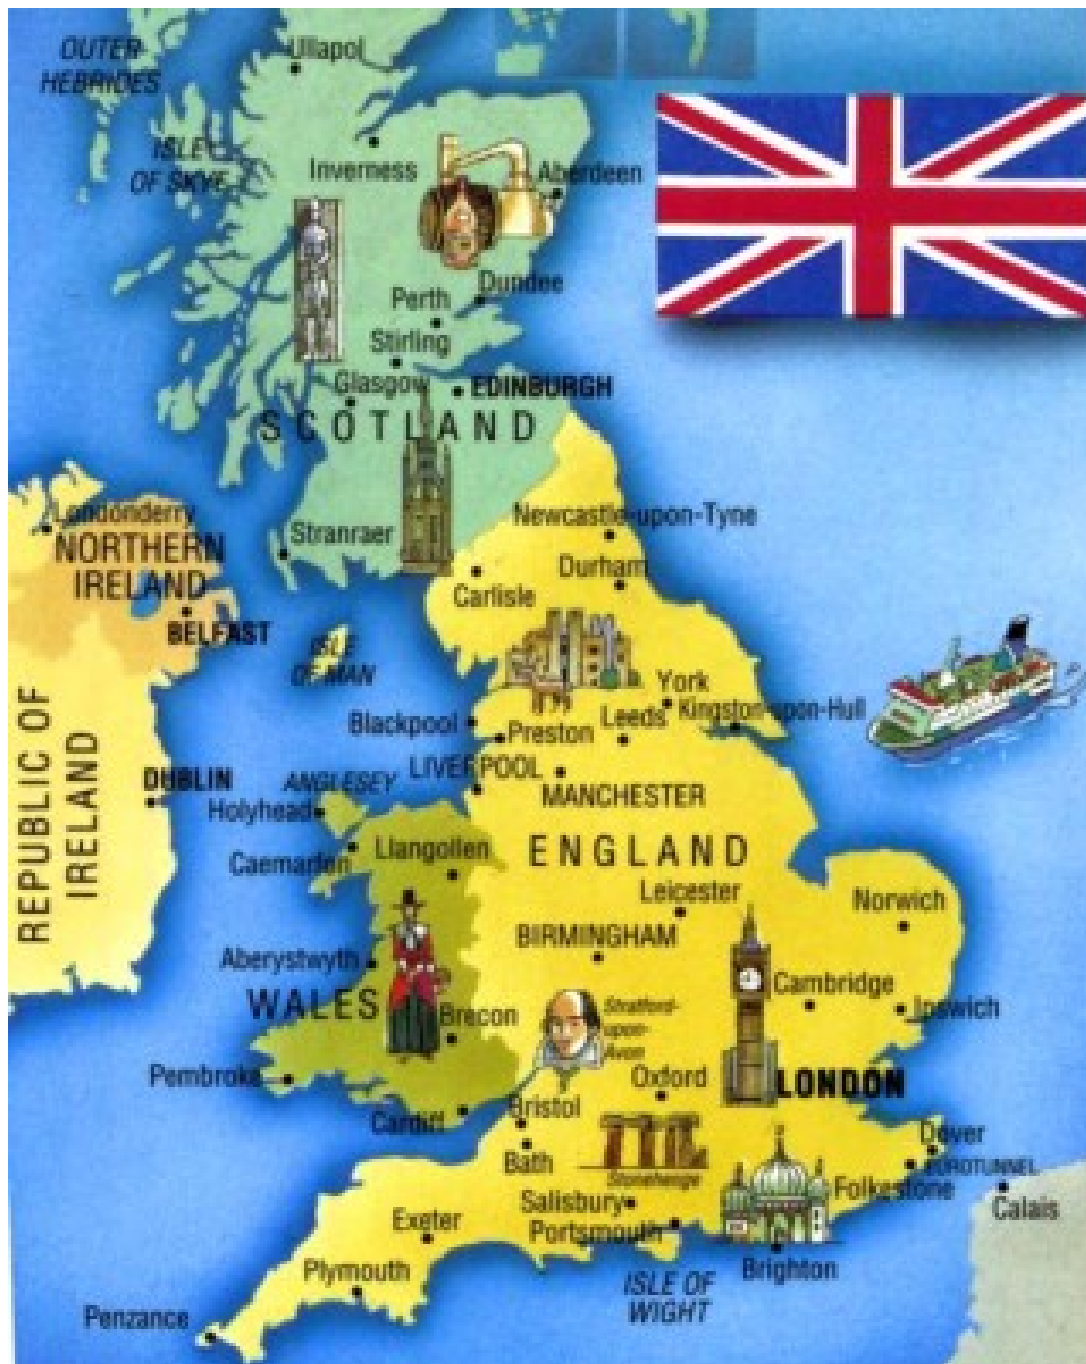 Ullapol
OUTER
HEBRIDES
ISLE
OF SKYE
Inverness
Aberdeen
Dundee
Perth
Stirling
Glasgow
EDINBURGH
SCOTLAND
Londonderry
NORTHERN
IRELAND
BELFAST
Stranraer
Newcastle-upon-Tyne
Durham
Carlisle
ISLE
OF MAN
York
Leeds
Kingston-upon-Hull
Blackpool
Preston
REPUBLIC OF
IRELAND
DUBLIN
ANGLESEY
LIVERPOOL
Holyhead
MANCHESTER
Caernarfen
Llangollen
ENGLAND
Leicester
Norwich
BIRMINGHAM
Aberystwyth
Cambridge
WALES
Brecon
Stratford-
upon-
Avon
Ipswich
Pembroke
Oxford
LONDON
Cardiff
Bristol
Bath
Stonehenge
Dover
EUROTUNNEL
Folkestone
Calais
Salisbury
Portsmouth
Exeter
Plymouth
Brighton
ISLE OF
WIGHT
Penzance